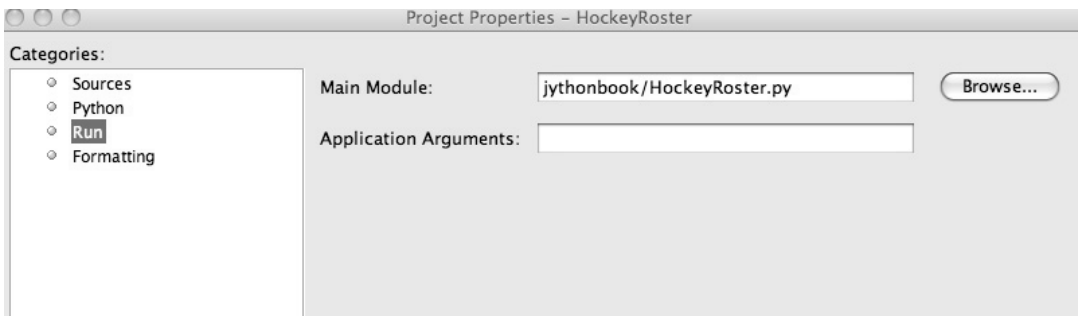 Project Properties – HockeyRoster
Categories:
Sources
Python
Run
Formatting
Main Module:
jythonbook/HockeyRoster.py
Browse...
Application Arguments: